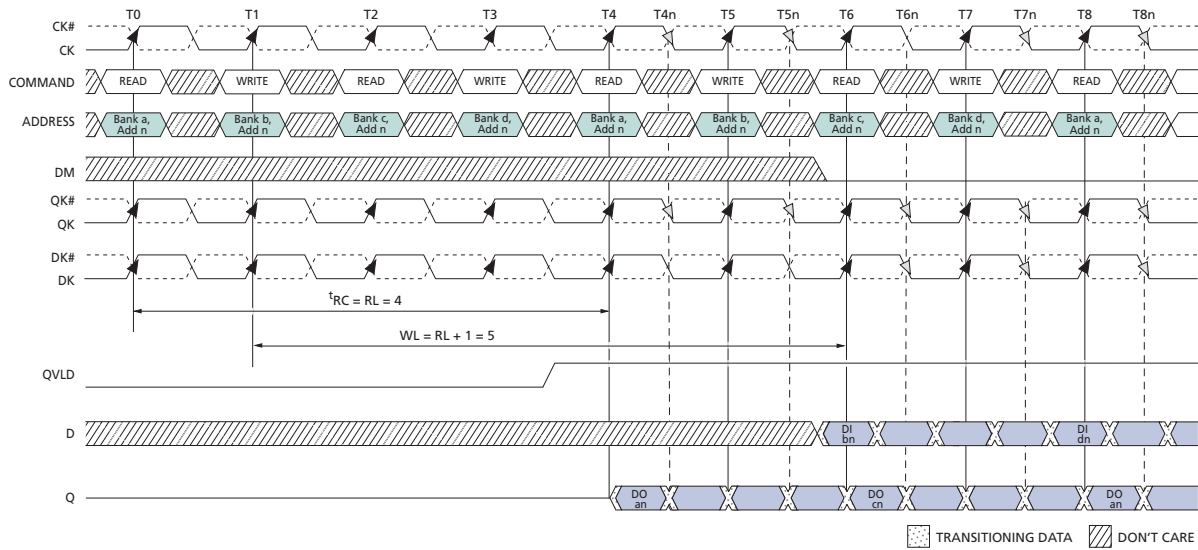 T0 T1 T2 T3 T4 T4n T5 T5n T6 T6n T7 T7n T8 T8n
CK#
CK
COMMAND READ WRITE READ WRITE READ WRITE READ WRITE READ
ADDRESS Bank a, Add n Bank b, Add n Bank c, Add n Bank d, Add n Bank a, Add n Bank b, Add n Bank c, Add n Bank d, Add n Bank a, Add n
DM
QK#
QK
DK#
DK
tRC = RL = 4
WL = RL + 1 = 5
QVLD
D DI bn DI dn
Q DO an DO cn DO an
TRANSITIONING DATA DON'T CARE